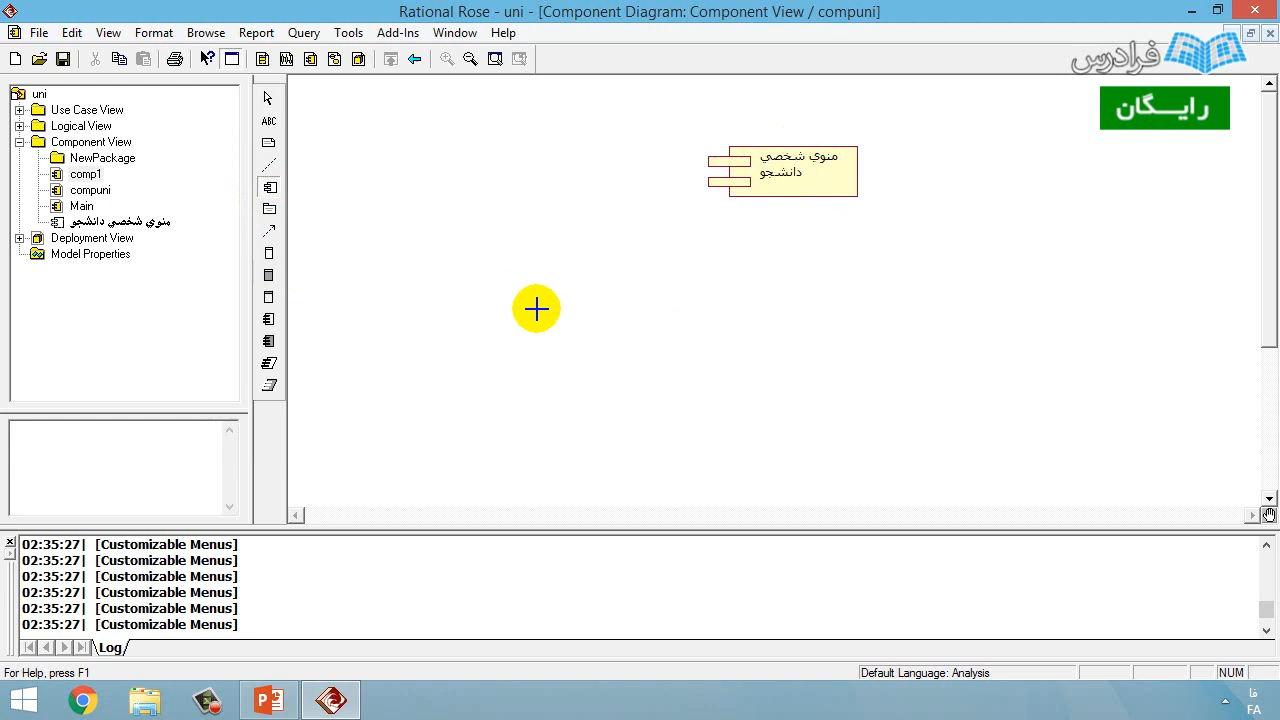 Rational Rose - uni - [Component Diagram: Component View / compuni]
File Edit View Format Browse Report Query Tools Add-Ins Window Help
فرادرس
رایگان
ABC
uni
Use Case View
Logical View
Component View
NewPackage
comp1
compuni
Main
منوي شخصي دانشجو
Deployment View
Model Properties
منوي شخصي
دانشجو
02:35:27| [Customizable Menus]
02:35:27| [Customizable Menus]
02:35:27| [Customizable Menus]
02:35:27| [Customizable Menus]
02:35:27| [Customizable Menus]
02:35:27| [Customizable Menus]
Log
For Help, press F1
Default Language: Analysis
NUM
فا
FA